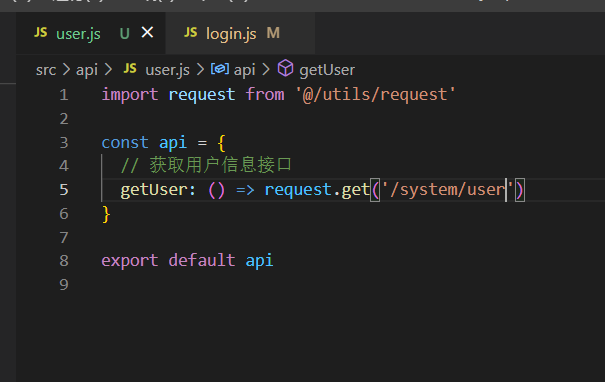 JS user.js U × JS login.js M
src > api > JS user.js > api > getUser
1 import request from '@/utils/request'
2
3 const api = {
4 // 获取用户信息接口
5 getUser: () => request.get('/system/user')
6 }
7
8 export default api
9